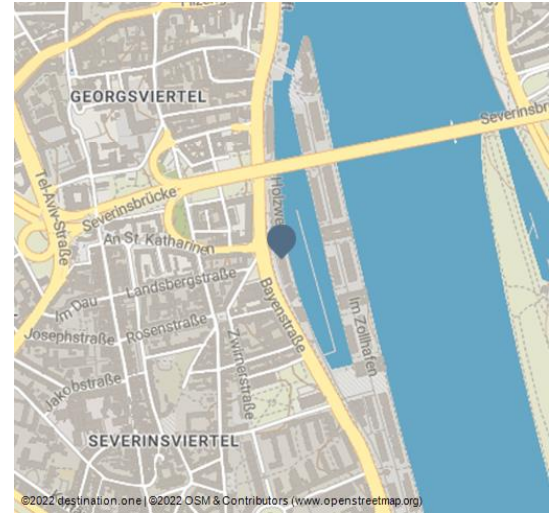 GEORGSVIERTEL
Severinsbr
Tel-Aviv-Straße
Severinsbrücke
An St. Katharinen
Landsbergstraße
Im Dau
Josephstraße
Rosenstraße
Jakobstraße
Zwirnerstraße
Bayenstraße
Im Zollhafen
SEVERINSVIERTEL
©2022 destination.one | ©2022 OSM & Contributors (www.openstreetmap.org)